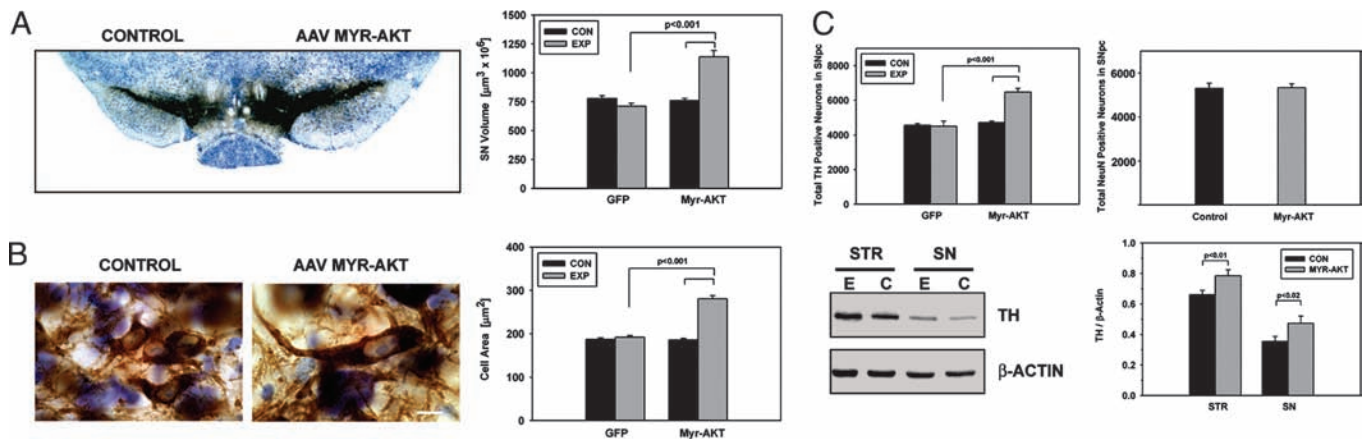 A
CONTROL AAV MYR-AKT
SN Volume [µm³ x 10⁶]
1500
1250
1000
750
500
250
0
CON
EXP
p<0.001
GFP Myr-AKT
B
CONTROL AAV MYR-AKT
Cell Area [µm²]
400
300
200
100
0
CON
EXP
p<0.001
GFP Myr-AKT
C
Total TH Positive Neurons in SNpc
8000
6000
4000
2000
0
CON
EXP
p<0.001
GFP Myr-AKT
Total NeuN Positive Neurons in SNpc
6000
4000
2000
0
Control Myr-AKT
STR SN
E C E C
TH
β-ACTIN
TH / β-Actin
1.0
0.8
0.6
0.4
0.2
0.0
CON
MYR-AKT
p<0.01
p<0.02
STR SN